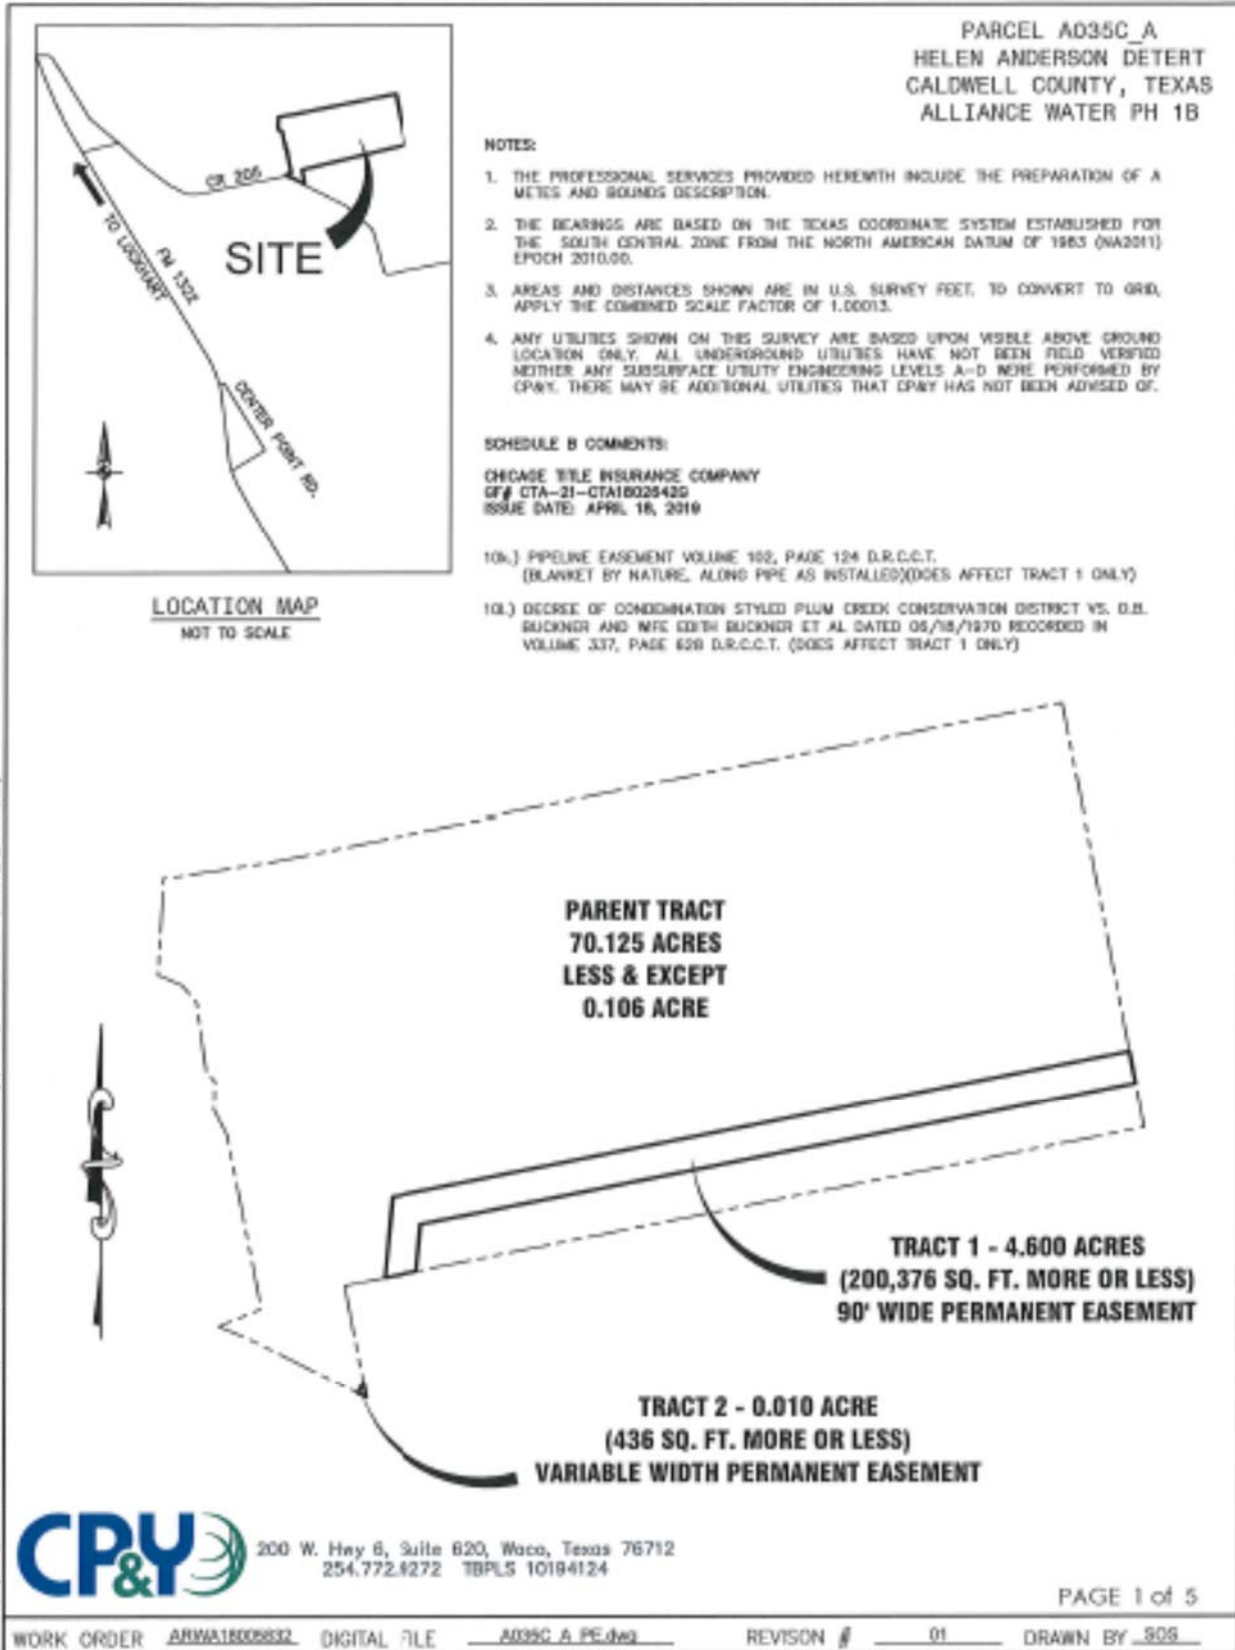 PARCEL A035C_A
HELEN ANDERSON DETERT
CALDWELL COUNTY, TEXAS
ALLIANCE WATER PH 1B
CR 205
SITE
TO LOCKHART
FM 1322
CENTER POINT RD.
LOCATION MAP
NOT TO SCALE
NOTES:
1. THE PROFESSIONAL SERVICES PROVIDED HEREWITH INCLUDE THE PREPARATION OF A
METES AND BOUNDS DESCRIPTION.
2. THE BEARINGS ARE BASED ON THE TEXAS COORDINATE SYSTEM ESTABLISHED FOR
THE SOUTH CENTRAL ZONE FROM THE NORTH AMERICAN DATUM OF 1983 (NA2011)
EPOCH 2010.00.
3. AREAS AND DISTANCES SHOWN ARE IN U.S. SURVEY FEET. TO CONVERT TO GRID,
APPLY THE COMBINED SCALE FACTOR OF 1.00013.
4. ANY UTILITIES SHOWN ON THIS SURVEY ARE BASED UPON VISIBLE ABOVE GROUND
LOCATION ONLY. ALL UNDERGROUND UTILITIES HAVE NOT BEEN FIELD VERIFIED
NEITHER ANY SUBSURFACE UTILITY ENGINEERING LEVELS A-D WERE PERFORMED BY
CP&Y. THERE MAY BE ADDITIONAL UTILITIES THAT CP&Y HAS NOT BEEN ADVISED OF.
SCHEDULE B COMMENTS:
CHICAGE TITLE INSURANCE COMPANY
GF#
ISSUE DATE: APRIL 18, 2019
PIPELINE EASEMENT VOLUME 102, PAGE 124 D.R.C.C.T.
(BLANKET BY NATURE, ALONG PIPE AS INSTALLED)(DOES AFFECT TRACT 1 ONLY)
DECREE OF CONDEMNATION STYLED PLUM CREEK CONSERVATION DISTRICT VS. O.B.
BUCKNER AND WIFE EDITH BUCKNER ET AL DATED 06/18/1970 RECORDED IN
VOLUME 337, PAGE 628 D.R.C.C.T. (DOES AFFECT TRACT 1 ONLY)
PARENT TRACT
70.125 ACRES
LESS & EXCEPT
0.106 ACRE
TRACT 1 - 4.600 ACRES
(200,376 SQ. FT. MORE OR LESS)
90' WIDE PERMANENT EASEMENT
TRACT 2 - 0.010 ACRE
(436 SQ. FT. MORE OR LESS)
VARIABLE WIDTH PERMANENT EASEMENT
CP&Y
200 W. Hwy 6, Suite 620, Waco, Texas 76712
254.772.9272 TBPLS 10194124
PAGE 1 of 5
WORK ORDER DIGITAL FILE A035C_A_PE.dwg REVISON # 01 DRAWN BY SOS